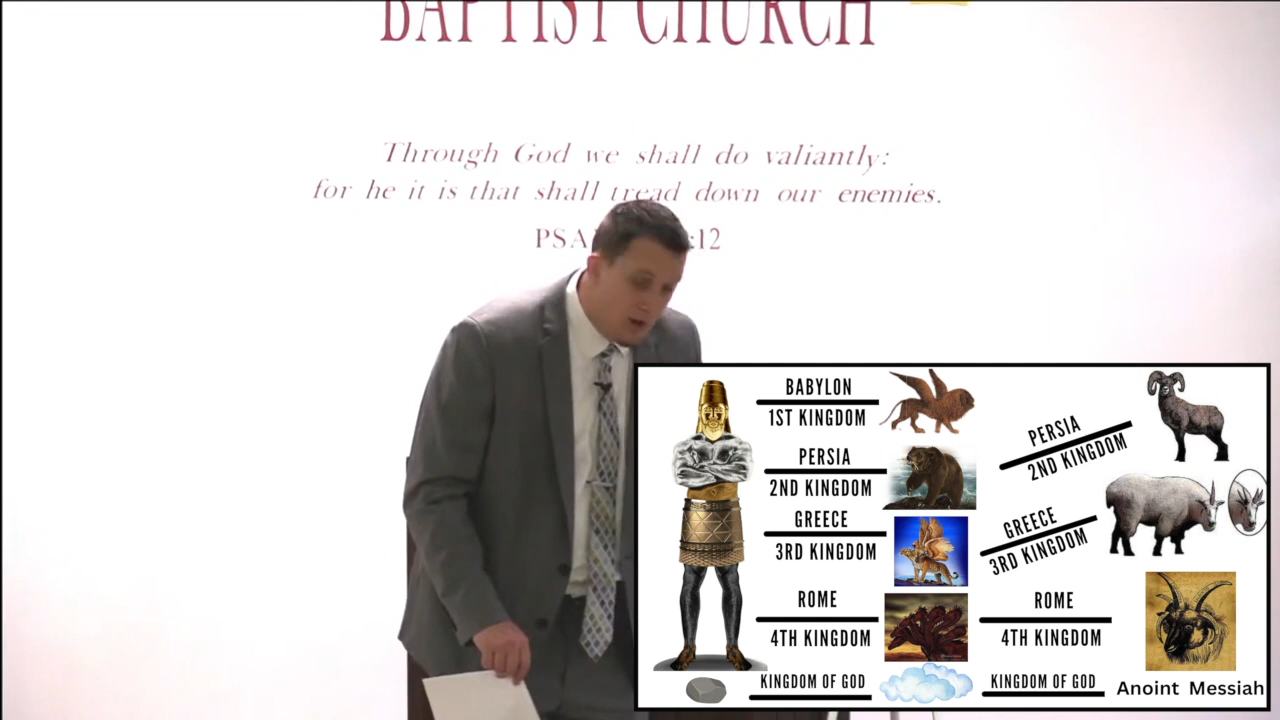 BAPTIST CHURCH
Through God we shall do valiantly:
for he it is that shall tread down our enemies.
PSA :12
BABYLON
1ST KINGDOM
PERSIA
2ND KINGDOM
GREECE
3RD KINGDOM
ROME
4TH KINGDOM
KINGDOM OF GOD
PERSIA
2ND KINGDOM
GREECE
3RD KINGDOM
ROME
4TH KINGDOM
KINGDOM OF GOD
Anoint Messiah